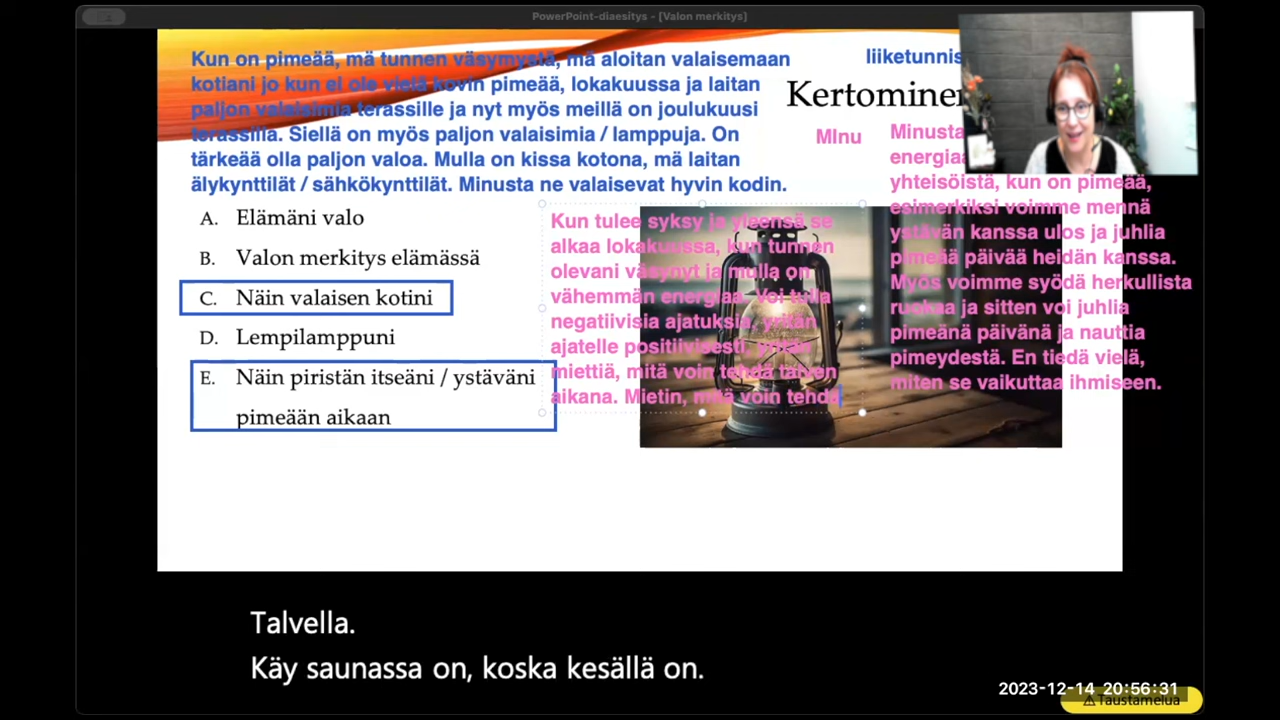 PowerPoint-diaesitys - [Valon merkitys]
Kun on pimeää, mä tunnen väsymystä, mä aloitan valaisemaan
kotiani jo kun ei ole vielä kovin pimeää, lokakuussa ja laitan
paljon valaisimia terassille ja nyt myös meillä on joulukuusi
terassilla. Siellä on myös paljon valaisimia / lamppuja. On
tärkeää olla paljon valoa. Mulla on kissa kotona, mä laitan
älykynttilät / sähkökynttilät. Minusta ne valaisevat hyvin kodin.
liiketunnis
Kertominen
MInu
Minusta
energiaa
yhteisöistä, kun on pimeää,
esimerkiksi voimme mennä
ystävän kanssa ulos ja juhlia
pimeää päivää heidän kanssa.
Myös voimme syödä herkullista
ruokaa ja sitten voi juhlia
pimeänä päivänä ja nauttia
pimeydestä. En tiedä vielä,
miten se vaikuttaa ihmiseen.
A. Elämäni valo
B. Valon merkitys elämässä
C. Näin valaisen kotini
D. Lempilamppuni
E. Näin piristän itseäni / ystäväni
pimeään aikaan
Kun tulee syksy ja yleensä se
alkaa lokakuussa, kun tunnen
olevani väsynyt ja mulla on
vähemmän energiaa. Voi tulla
negatiivisia ajatuksia, yritän
ajatelle positiivisesti, yritän
miettiä, mitä voin tehdä talven
aikana. Mietin, mitä voin tehdä
Talvella.
Käy saunassa on, koska kesällä on.
2023-12-14 20:56:31
Taustamelua